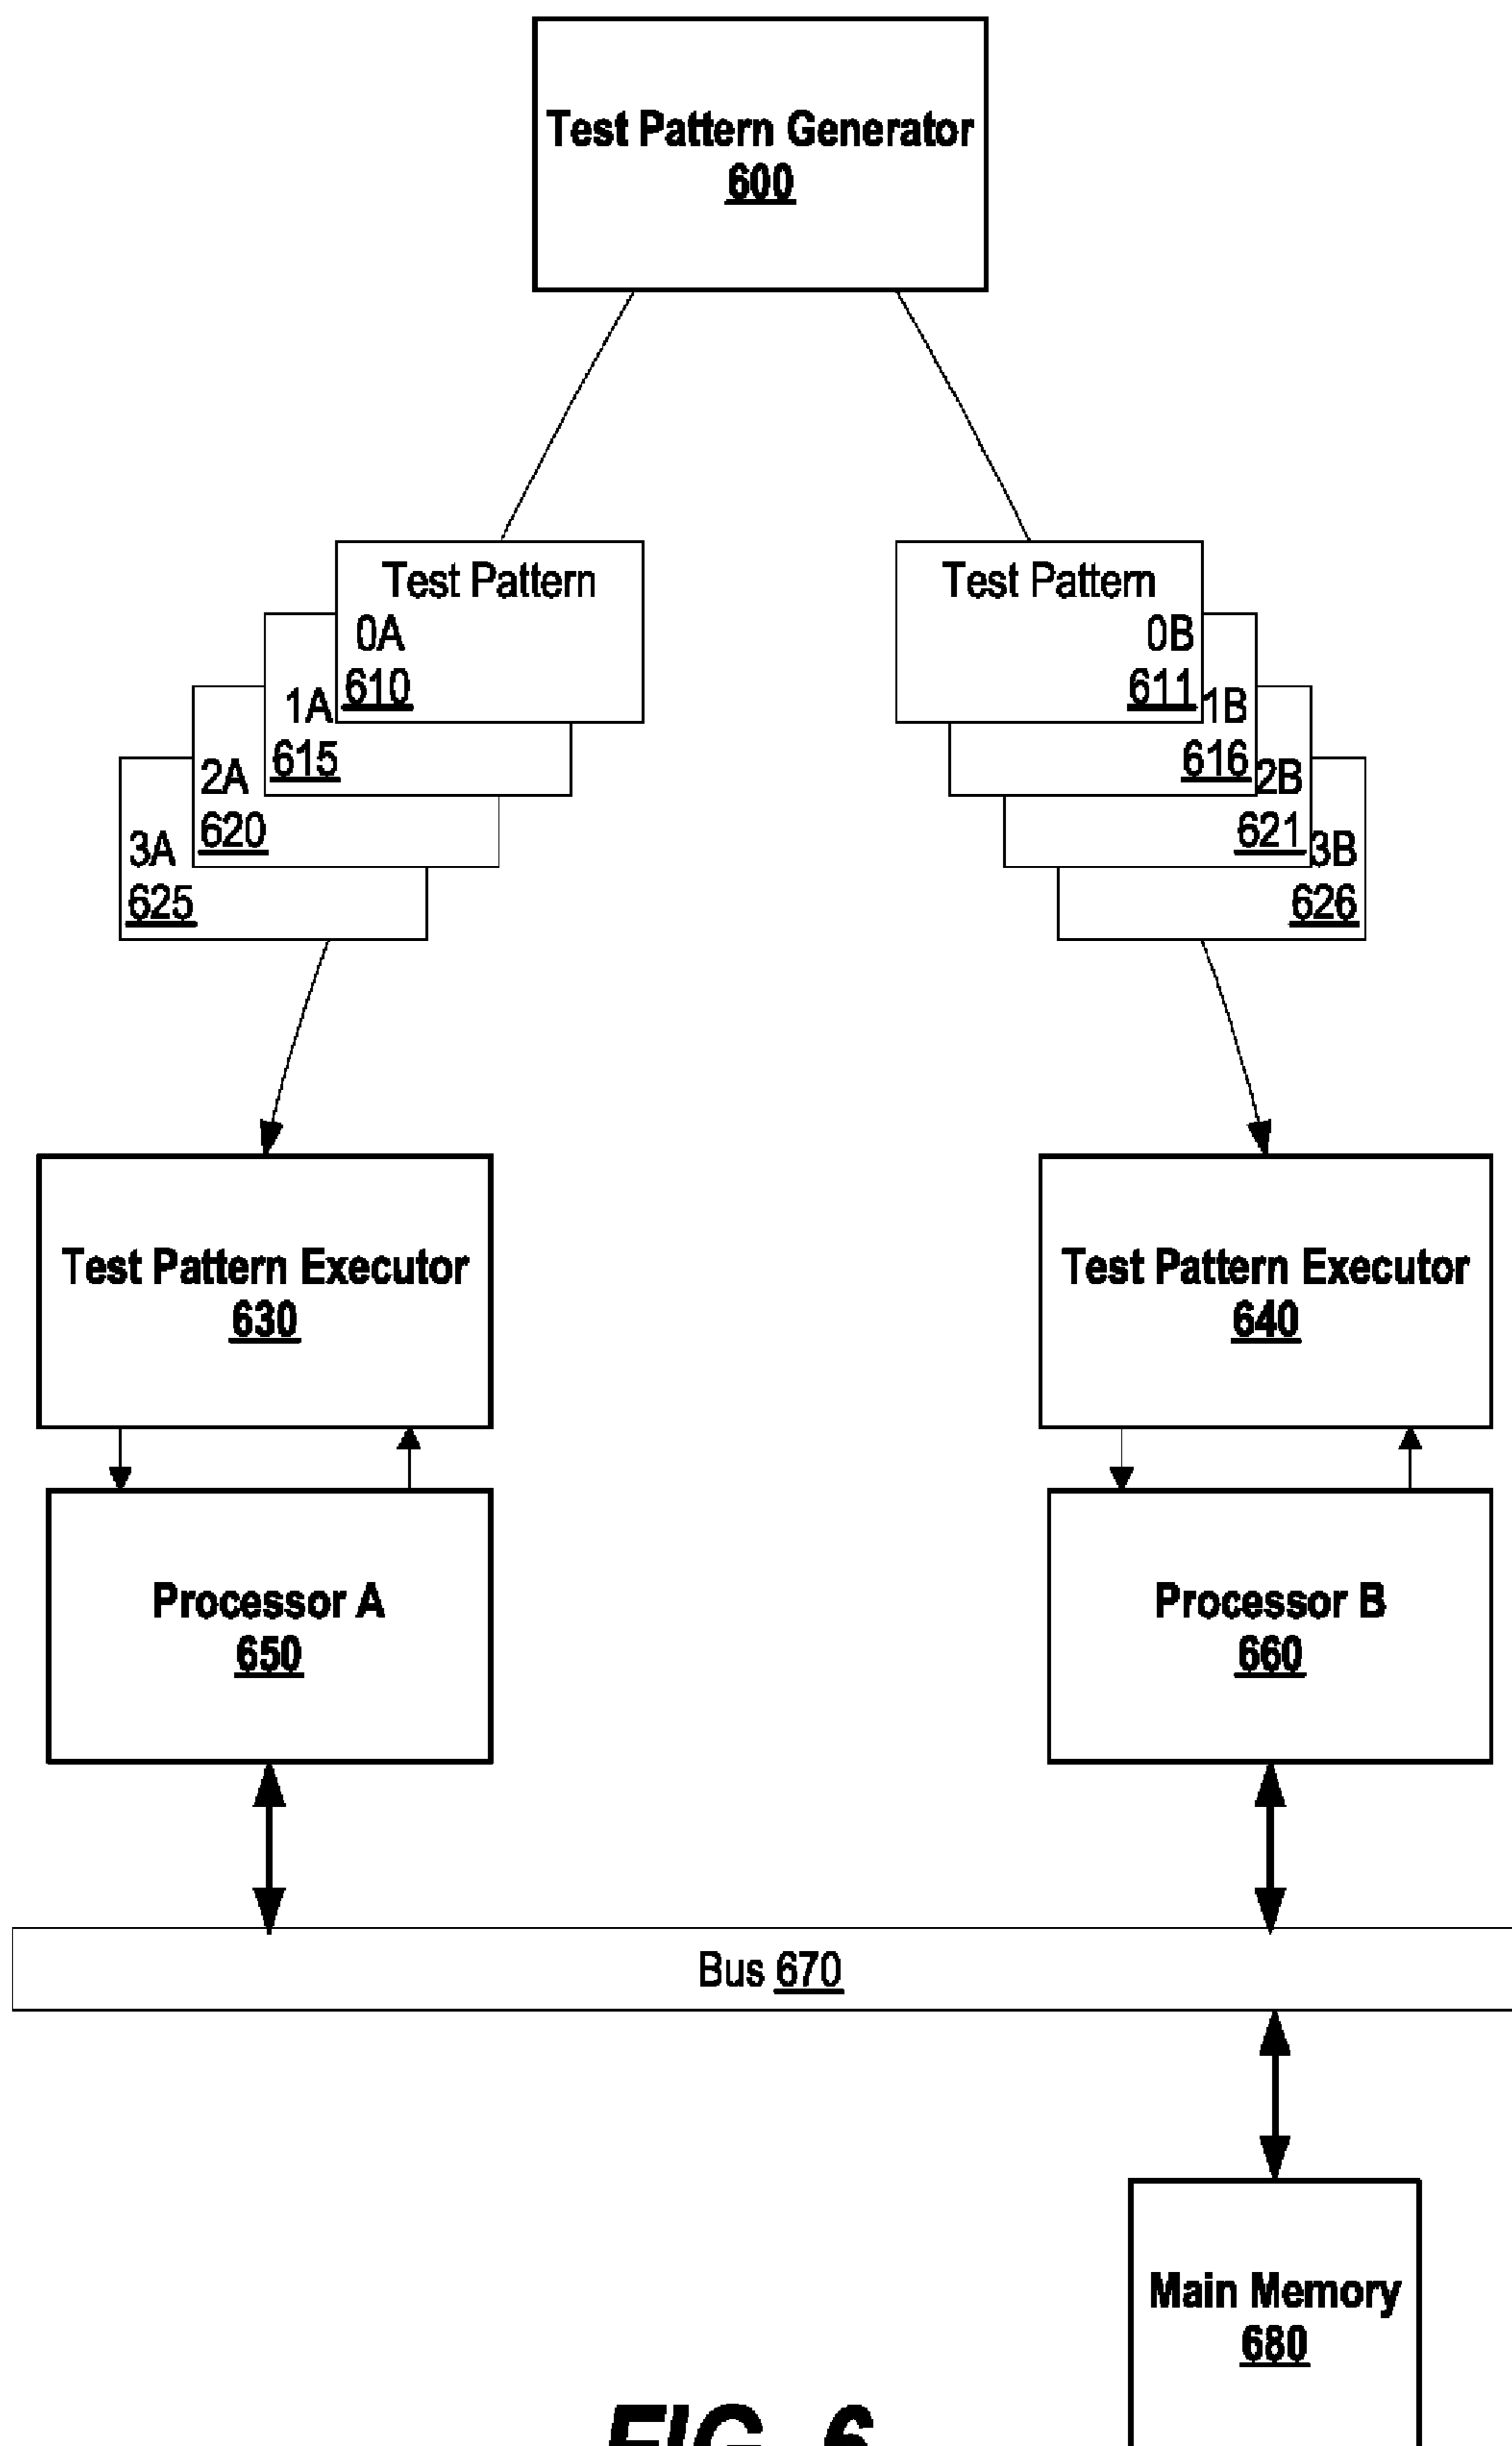 Test Pattern Generator
600
Test Pattern
0A
610
1A
615
2A
620
3A
625
Test Pattern
0B
611
1B
616
2B
621
3B
626
Test Pattern Executor
630
Test Pattern Executor
640
Processor A
650
Processor B
660
Bus 670
Main Memory
680
FIG. 6